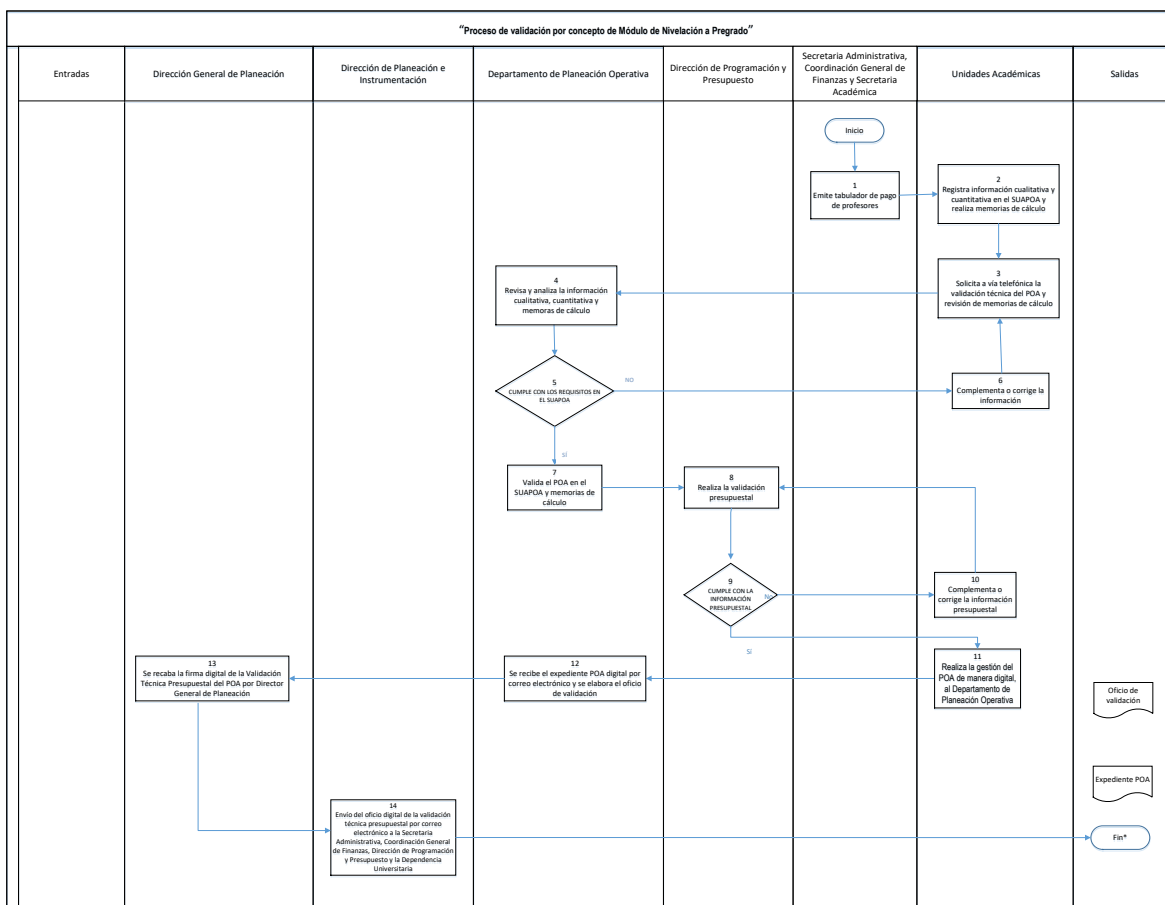 “Proceso de validación por concepto de Módulo de Nivelación a Pregrado”
Entradas
Dirección General de Planeación
Dirección de Planeación e
Instrumentación
Departamento de Planeación Operativa
Dirección de Programación y
Presupuesto
Secretaria Administrativa,
Coordinación General de
Finanzas y Secretaria
Académica
Unidades Académicas
Salidas
Inicio
1
Emite tabulador de pago
de profesores
2
Registra información cualitativa y
cuantitativa en el SUAPOA y
realiza memorias de cálculo
3
Solicita a vía telefónica la
validación técnica del POA y
revisión de memorias de cálculo
4
Revisa y analiza la información
cualitativa, cuantitativa y
memoras de cálculo
5
CUMPLE CON LOS REQUISITOS EN
EL SUAPOA
NO
6
Complementa o corrige la
información
sí
7
Valida el POA en el
SUAPOA y memorias de
cálculo
8
Realiza la validación
presupuestal
9
CUMPLE CON LA
INFORMACIÓN
PRESUPUESTAL
No
10
Complementa o
corrige la información
presupuestal
Sí
11
Realiza la gestión del
POA de manera digital,
al Departamento de
Planeación Operativa
12
Se recibe el expediente POA digital por
correo electrónico y se elabora el oficio
de validación
13
Se recaba la firma digital de la Validación
Técnica Presupuestal del POA por Director
General de Planeación
Oficio de
validación
Expediente POA
14
Envío del oficio digital de la validación
técnica presupuestal por correo
electrónico a la Secretaria
Administrativa, Coordinación General
de Finanzas, Dirección de Programación
y Presupuesto y la Dependencia
Universitaria
Fin*